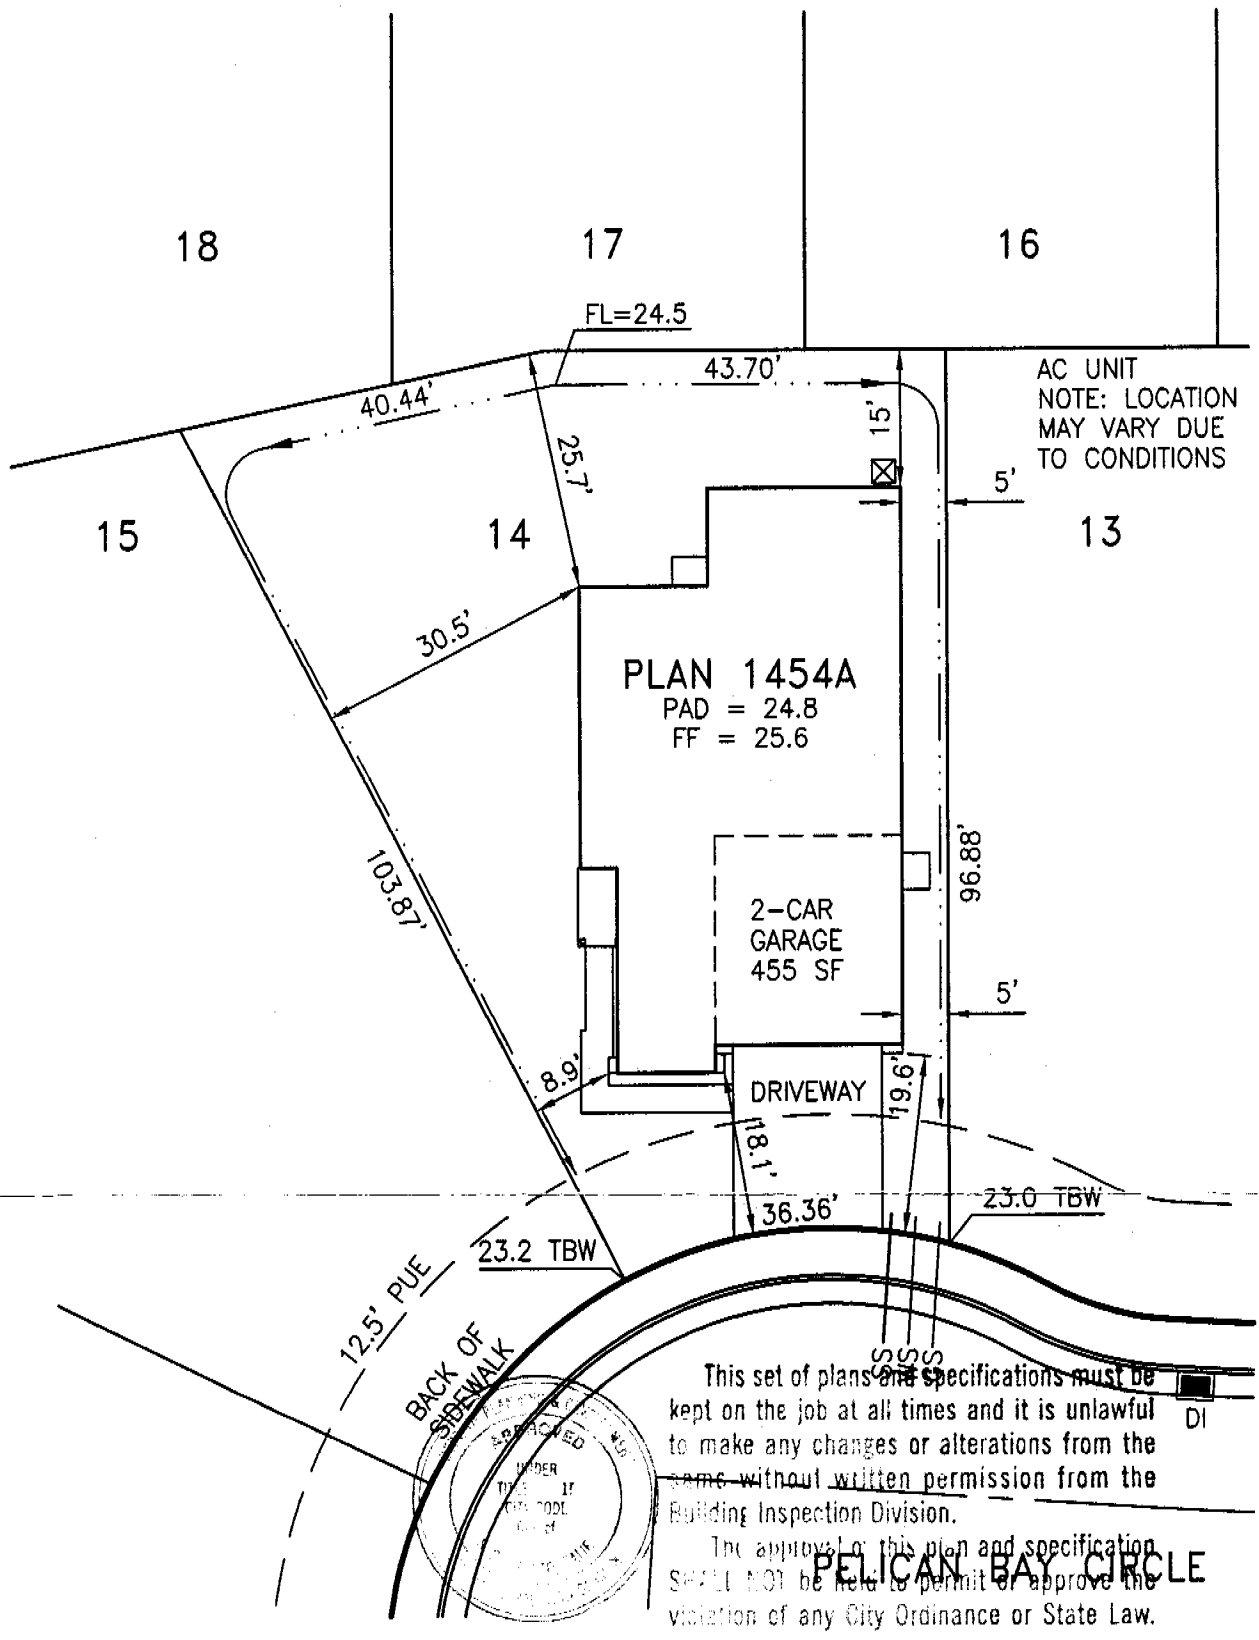 18
17
16
FL=24.5
43.70'
40.44'
AC UNIT
NOTE: LOCATION
MAY VARY DUE
TO CONDITIONS
15'
25.7'
5'
15
14
13
30.5'
PLAN 1454A
PAD = 24.8
FF = 25.6
103.87'
96.88'
2-CAR
GARAGE
455 SF
5'
8.9'
DRIVEWAY
19.6'
18.1'
36.36'
23.0 TBW
23.2 TBW
12.5' PUE
BACK OF
SIDEWALK
SS
W
S
This set of plans and specifications must be
kept on the job at all times and it is unlawful
to make any changes or alterations from the
same without written permission from the
Building Inspection Division.
The approval of this plan and specification
SHALL NOT be held to permit or approve the
violation of any City Ordinance or State Law.
DI
PELICAN BAY CIRCLE
APPROVED
UNDER
CITY CODE